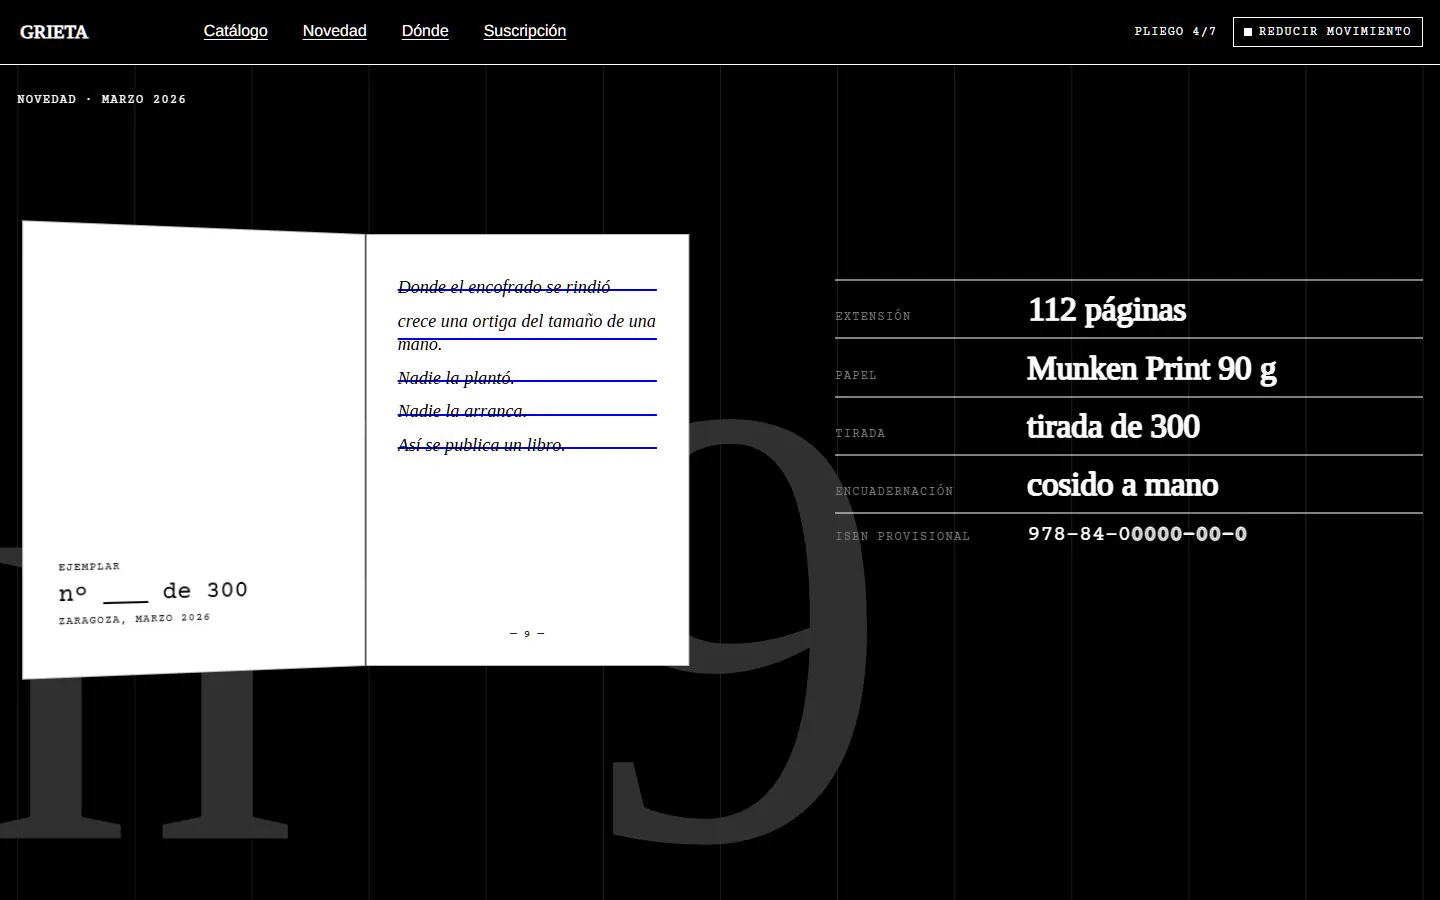 GRIETA
Catálogo
Novedad
Dónde
Suscripción
PLIEGO 4/7
REDUCIR MOVIMIENTO
NOVEDAD · MARZO 2026
Donde el encofrado se rindió
crece una ortiga del tamaño de una
mano.
Nadie la plantó.
Nadie la arranca.
Así se publica un libro.
EJEMPLAR
nº ___ de 300
ZARAGOZA, MARZO 2026
— 9 —
EXTENSIÓN
112 páginas
PAPEL
Munken Print 90 g
TIRADA
tirada de 300
ENCUADERNACIÓN
cosido a mano
ISBN PROVISIONAL
978-84-00000-00-0
n 9